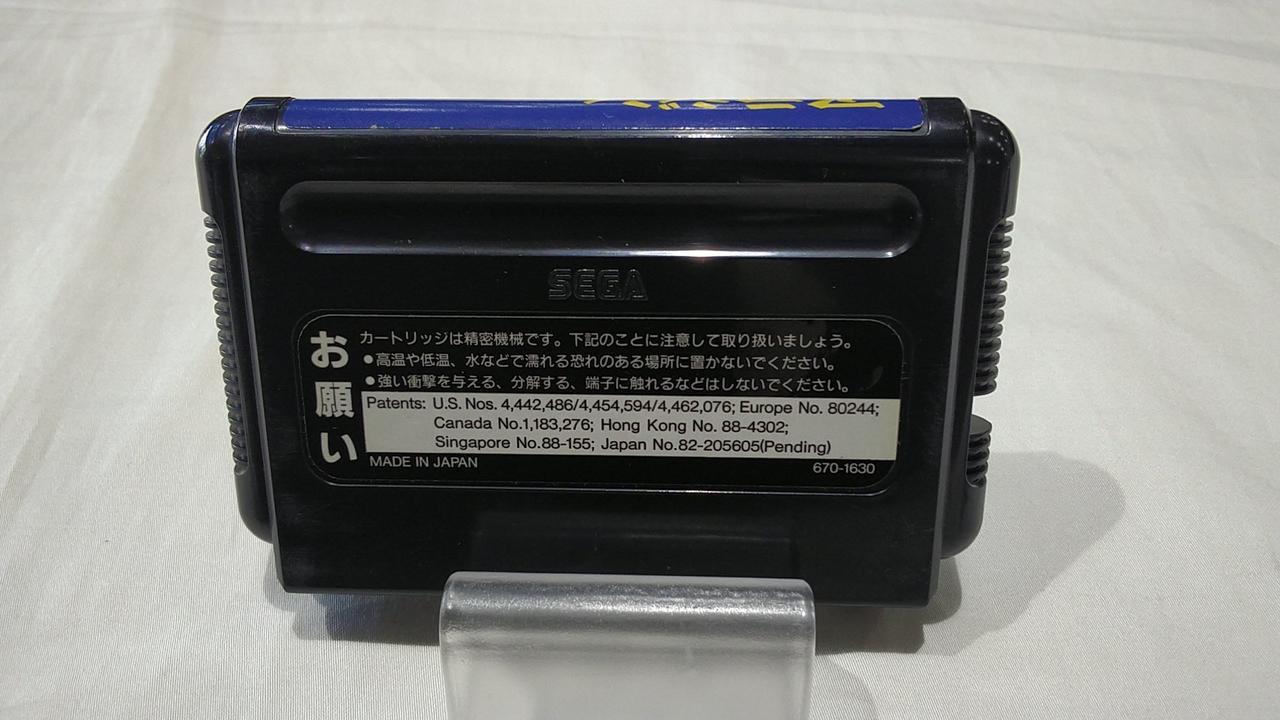 SEGA
お願い
カートリッジは精密機械です。下記のことに注意して取り扱いましょう。
●高温や低温、水などで濡れる恐れのある場所に置かないでください。
●強い衝撃を与える、分解する、端子に触れるなどはしないでください。
Patents: U.S. Nos. 4,442,486/4,454,594/4,462,076; Europe No. 80244;
Canada No.1,183,276; Hong Kong No. 88-4302;
Singapore No.88-155; Japan No.82-205605(Pending)
MADE IN JAPAN 670-1630